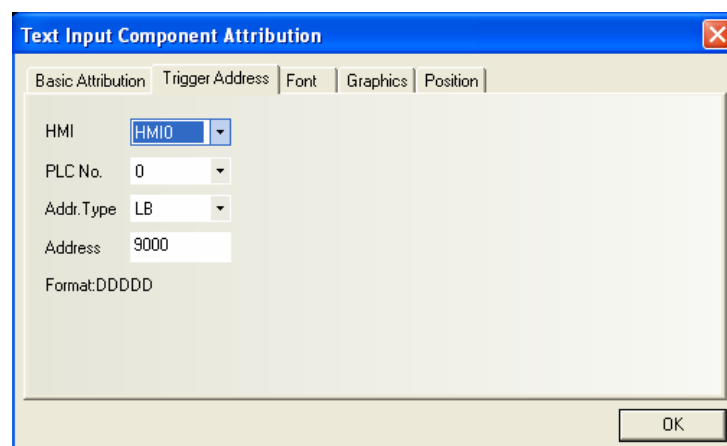 Text Input Component Attribution
Basic Attribution Trigger Address Font Graphics Position
HMI HMI0
PLC No. 0
Addr.Type LB
Address 9000
Format:DDDDD
OK